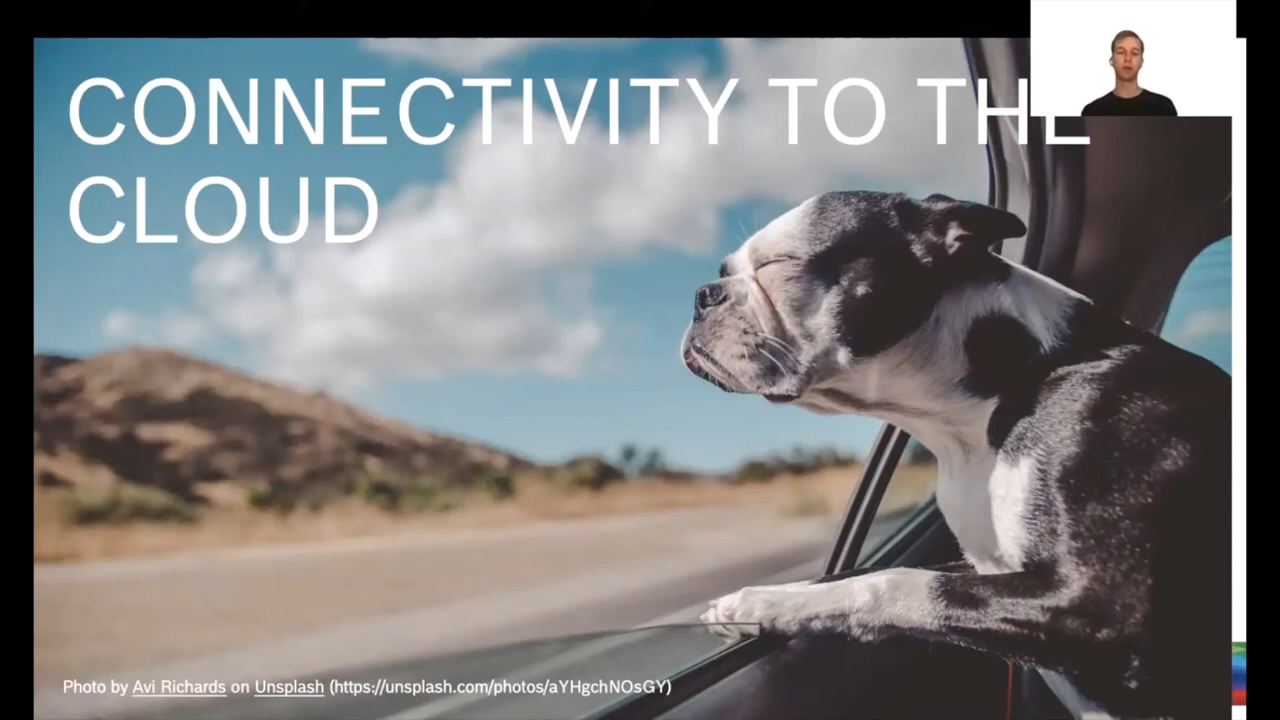 CONNECTIVITY TO THE
CLOUD
Photo by Avi Richards on Unsplash (https://unsplash.com/photos/aYHgchNOsGY)